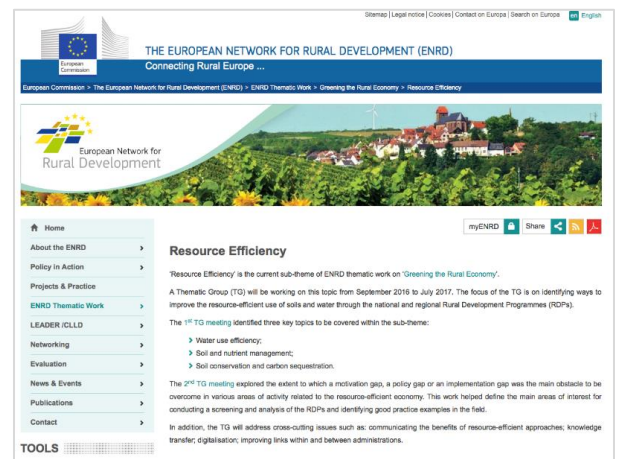 Sitemap | Legal notice | Cookies | Contact on Europa | Search on Europa en English
European
Commission
THE EUROPEAN NETWORK FOR RURAL DEVELOPMENT (ENRD)
Connecting Rural Europe ...
European Commission > The European Network for Rural Development (ENRD) > ENRD Thematic Work > Greening the Rural Economy > Resource Efficiency
European Network for
Rural Development
myENRD Share
Home
About the ENRD
Policy in Action
Projects & Practice
ENRD Thematic Work
LEADER /CLLD
Networking
Evaluation
News & Events
Publications
Contact
TOOLS
Resource Efficiency
'Resource Efficiency' is the current sub-theme of ENRD thematic work on 'Greening the Rural Economy'.
A Thematic Group (TG) will be working on this topic from September 2016 to July 2017. The focus of the TG is on identifying ways to
improve the resource-efficient use of soils and water through the national and regional Rural Development Programmes (RDPs).
The 1st TG meeting identified three key topics to be covered within the sub-theme:
Water use efficiency;
Soil and nutrient management;
Soil conservation and carbon sequestration.
The 2nd TG meeting explored the extent to which a motivation gap, a policy gap or an implementation gap was the main obstacle to be
overcome in various areas of activity related to the resource-efficient economy. This work helped define the main areas of interest for
conducting a screening and analysis of the RDPs and identifying good practice examples in the field.
In addition, the TG will address cross-cutting issues such as: communicating the benefits of resource-efficient approaches; knowledge
transfer; digitalisation; improving links within and between administrations.